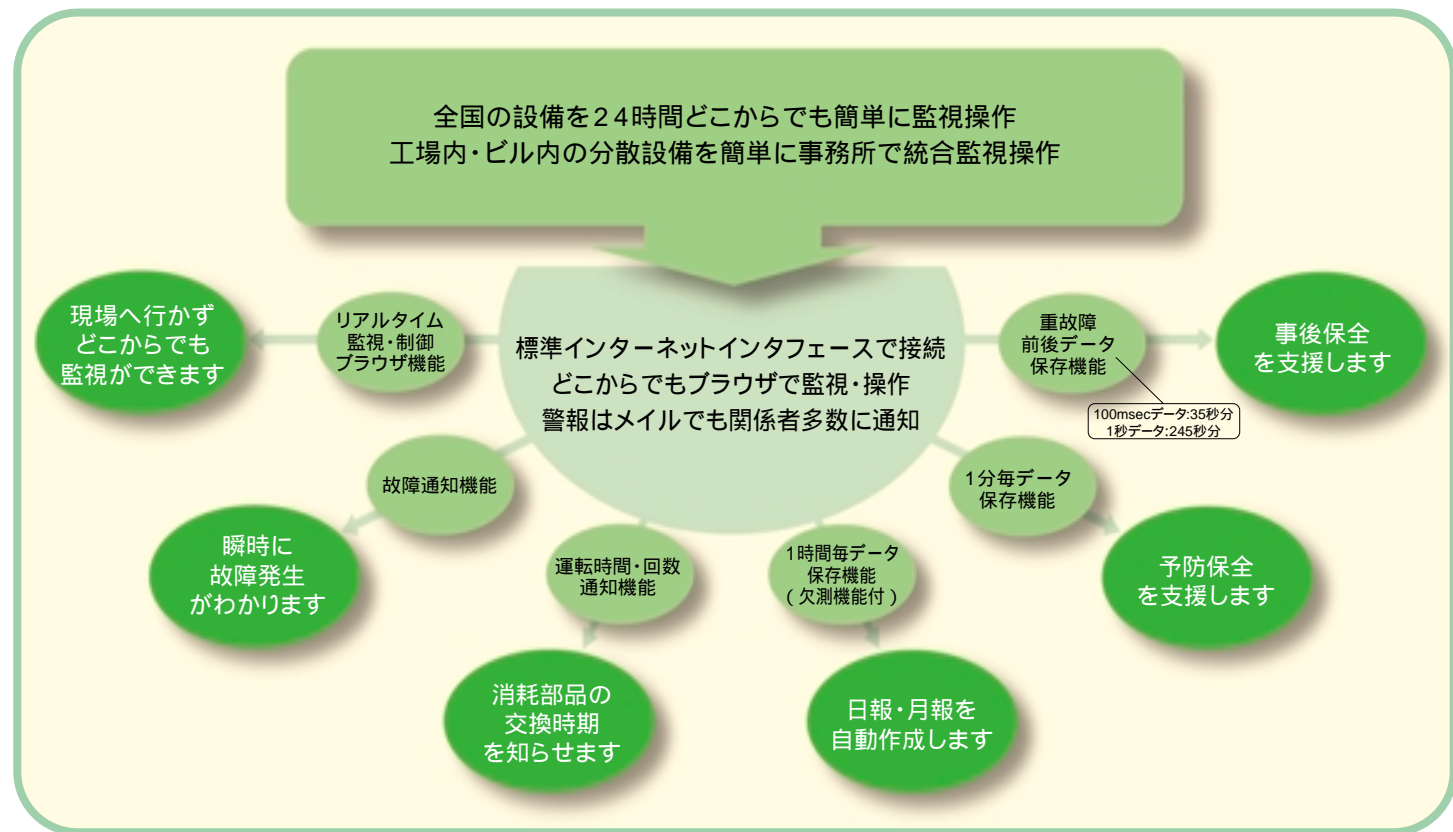 全国の設備を24時間どこからでも簡単に監視操作
工場内・ビル内の分散設備を簡単に事務所で統合監視操作
標準インターネットインタフェースで接続
どこからでもブラウザで監視・操作
警報はメイルでも関係者多数に通知
リアルタイム
監視・制御
ブラウザ機能
現場へ行かず
どこからでも
監視ができます
故障通知機能
瞬時に
故障発生
がわかります
運転時間・回数
通知機能
消耗部品の
交換時期
を知らせます
1時間毎データ
保存機能
(欠測機能付)
日報・月報を
自動作成します
1分毎データ
保存機能
予防保全
を支援します
重故障
前後データ
保存機能
100msecデータ:35秒分
1秒データ:245秒分
事後保全
を支援します